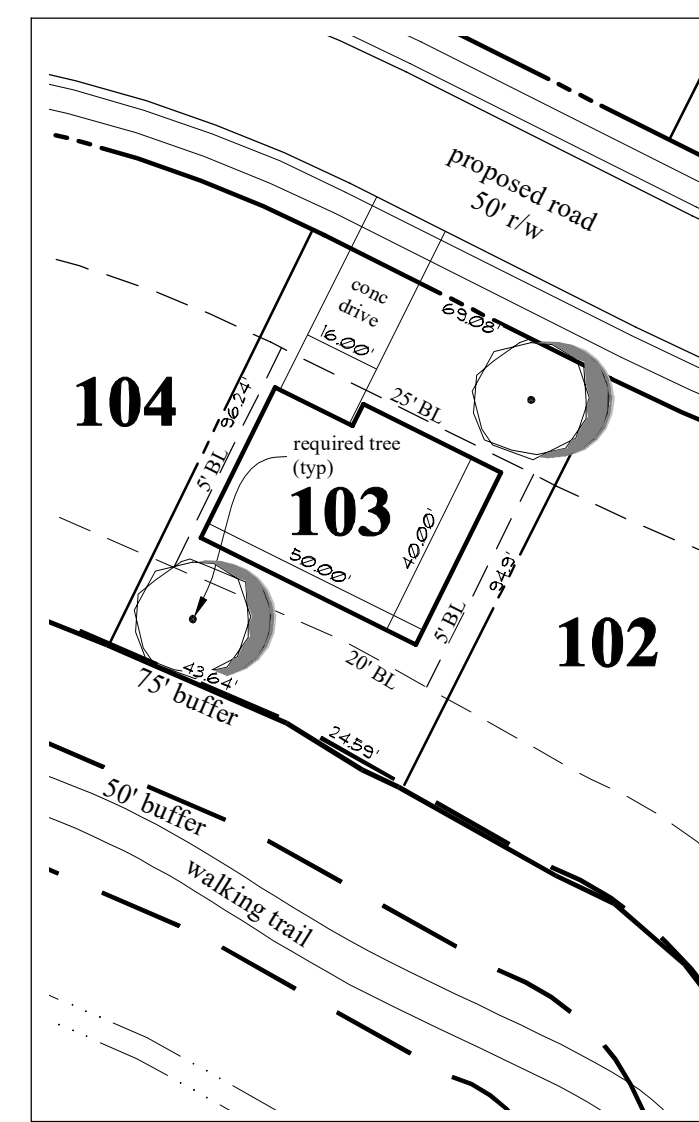 proposed road
50' r/w
conc
drive
16.00'
69.08'
104
96.24'
25' BL
5' BL
required tree
(typ)
103
40.00'
50.00'
94.9'
5' BL
102
20' BL
43.64'
75' buffer
24.59'
50' buffer
walking trail